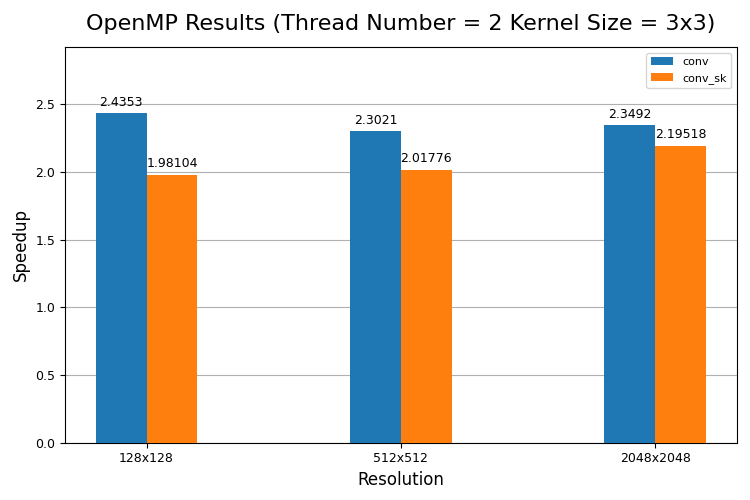 OpenMP Results (Thread Number = 2 Kernel Size = 3x3)
conv
conv_sk
2.4353
1.98104
2.3021
2.01776
2.3492
2.19518
2.5
2.0
1.5
1.0
0.5
0.0
Speedup
128x128
512x512
2048x2048
Resolution